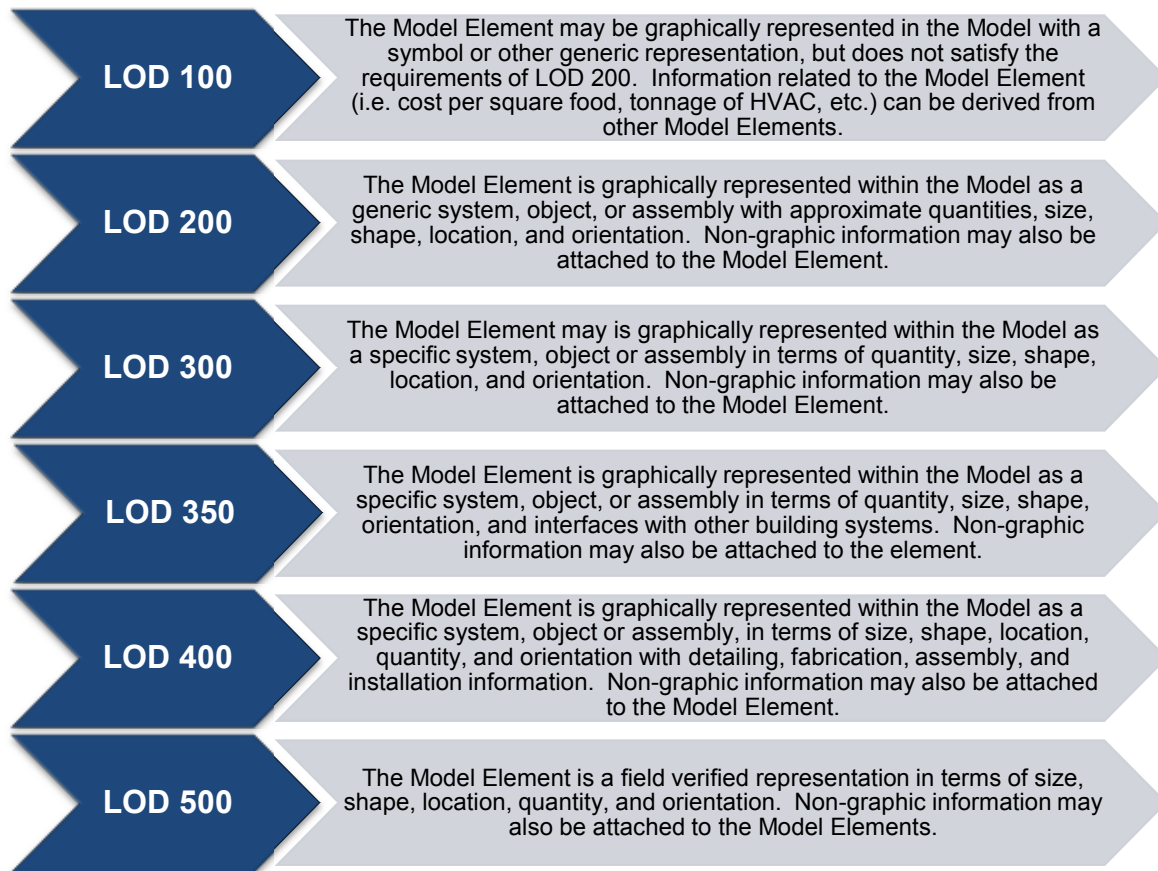 LOD 100
The Model Element may be graphically represented in the Model with a
symbol or other generic representation, but does not satisfy the
requirements of LOD 200.  Information related to the Model Element
(i.e. cost per square food, tonnage of HVAC, etc.) can be derived from
other Model Elements.
LOD 200
The Model Element is graphically represented within the Model as a
generic system, object, or assembly with approximate quantities, size,
shape, location, and orientation.  Non-graphic information may also be
attached to the Model Element.
LOD 300
The Model Element may is graphically represented within the Model as
a specific system, object or assembly in terms of quantity, size, shape,
location, and orientation.  Non-graphic information may also be
attached to the Model Element.
LOD 350
The Model Element is graphically represented within the Model as a
specific system, object, or assembly in terms of quantity, size, shape,
orientation, and interfaces with other building systems.  Non-graphic
information may also be attached to the element.
LOD 400
The Model Element is graphically represented within the Model as a
specific system, object or assembly, in terms of size, shape, location,
quantity, and orientation with detailing, fabrication, assembly, and
installation information.  Non-graphic information may also be attached
to the Model Element.
LOD 500
The Model Element is a field verified representation in terms of size,
shape, location, quantity, and orientation.  Non-graphic information may
also be attached to the Model Elements.